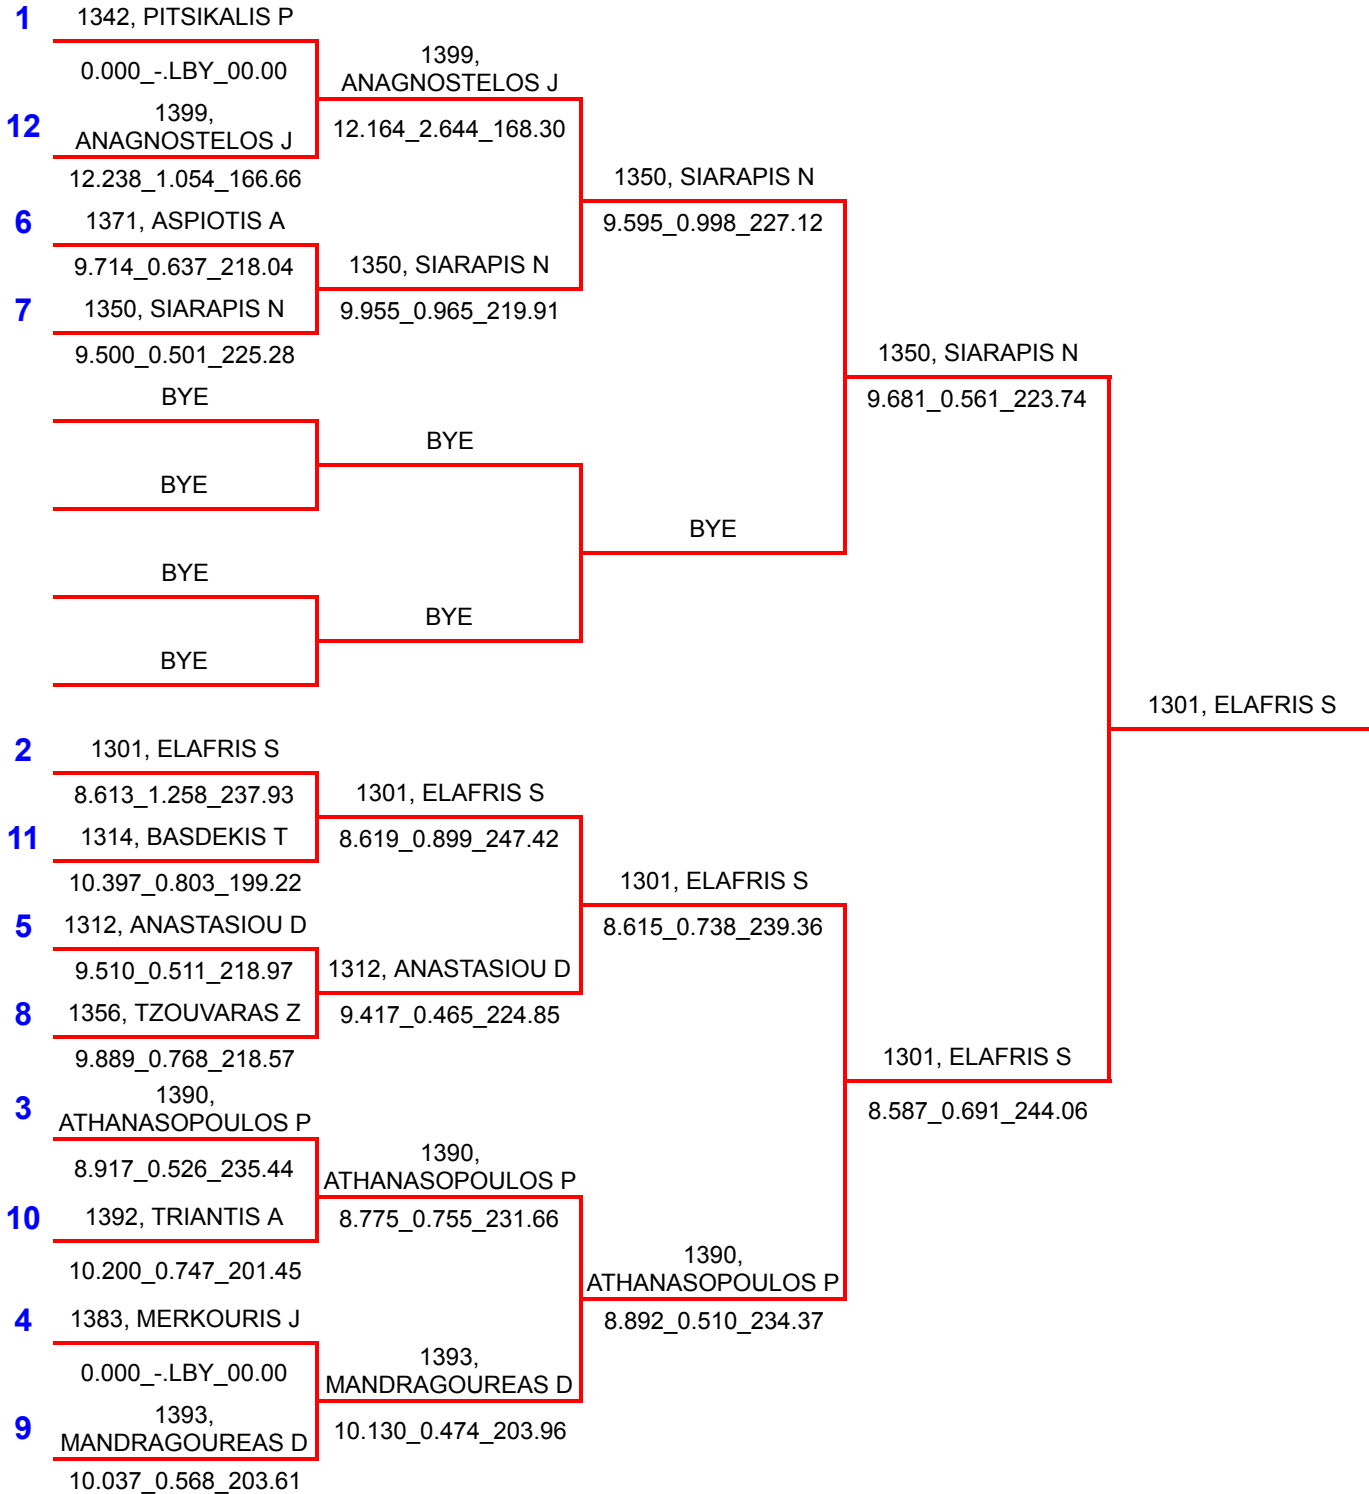 1
1342, PITSIKALIS P
0.000_-.LBY_00.00
12
1399,
ANAGNOSTELOS J
12.238_1.054_166.66
6
1371, ASPIOTIS A
9.714_0.637_218.04
7
1350, SIARAPIS N
9.500_0.501_225.28
BYE
BYE
BYE
BYE
2
1301, ELAFRIS S
8.613_1.258_237.93
11
1314, BASDEKIS T
10.397_0.803_199.22
5
1312, ANASTASIOU D
9.510_0.511_218.97
8
1356, TZOUVARAS Z
9.889_0.768_218.57
3
1390,
ATHANASOPOULOS P
8.917_0.526_235.44
10
1392, TRIANTIS A
10.200_0.747_201.45
4
1383, MERKOURIS J
0.000_-.LBY_00.00
9
1393,
MANDRAGOUREAS D
10.037_0.568_203.61
1399,
ANAGNOSTELOS J
12.164_2.644_168.30
1350, SIARAPIS N
9.955_0.965_219.91
BYE
BYE
1301, ELAFRIS S
8.619_0.899_247.42
1312, ANASTASIOU D
9.417_0.465_224.85
1390,
ATHANASOPOULOS P
8.775_0.755_231.66
1393,
MANDRAGOUREAS D
10.130_0.474_203.96
1350, SIARAPIS N
9.595_0.998_227.12
BYE
1301, ELAFRIS S
8.615_0.738_239.36
1390,
ATHANASOPOULOS P
8.892_0.510_234.37
1350, SIARAPIS N
9.681_0.561_223.74
1301, ELAFRIS S
8.587_0.691_244.06
1301, ELAFRIS S